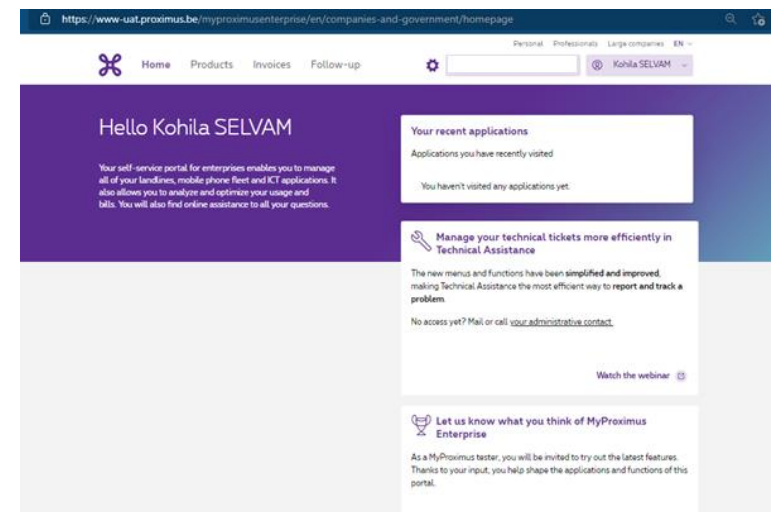 https://www-uat.proximus.be/myproximusenterprise/en/companies-and-government/homepage
Personal Professionals Large companies EN
Home Products Invoices Follow-up
Kohila SELVAM
Hello Kohila SELVAM
Your self-service portal for enterprises enables you to manage
all of your landlines, mobile phone fleet and ICT applications. It
also allows you to analyze and optimize your usage and
bills. You will also find online assistance to all your questions.
Your recent applications
Applications you have recently visited
You haven't visited any applications yet.
Manage your technical tickets more efficiently in
Technical Assistance
The new menus and functions have been simplified and improved,
making Technical Assistance the most efficient way to report and track a
problem.
No access yet? Mail or call your administrative contact.
Watch the webinar
Let us know what you think of MyProximus
Enterprise
As a MyProximus tester, you will be invited to try out the latest features.
Thanks to your input, you help shape the applications and functions of this
portal.